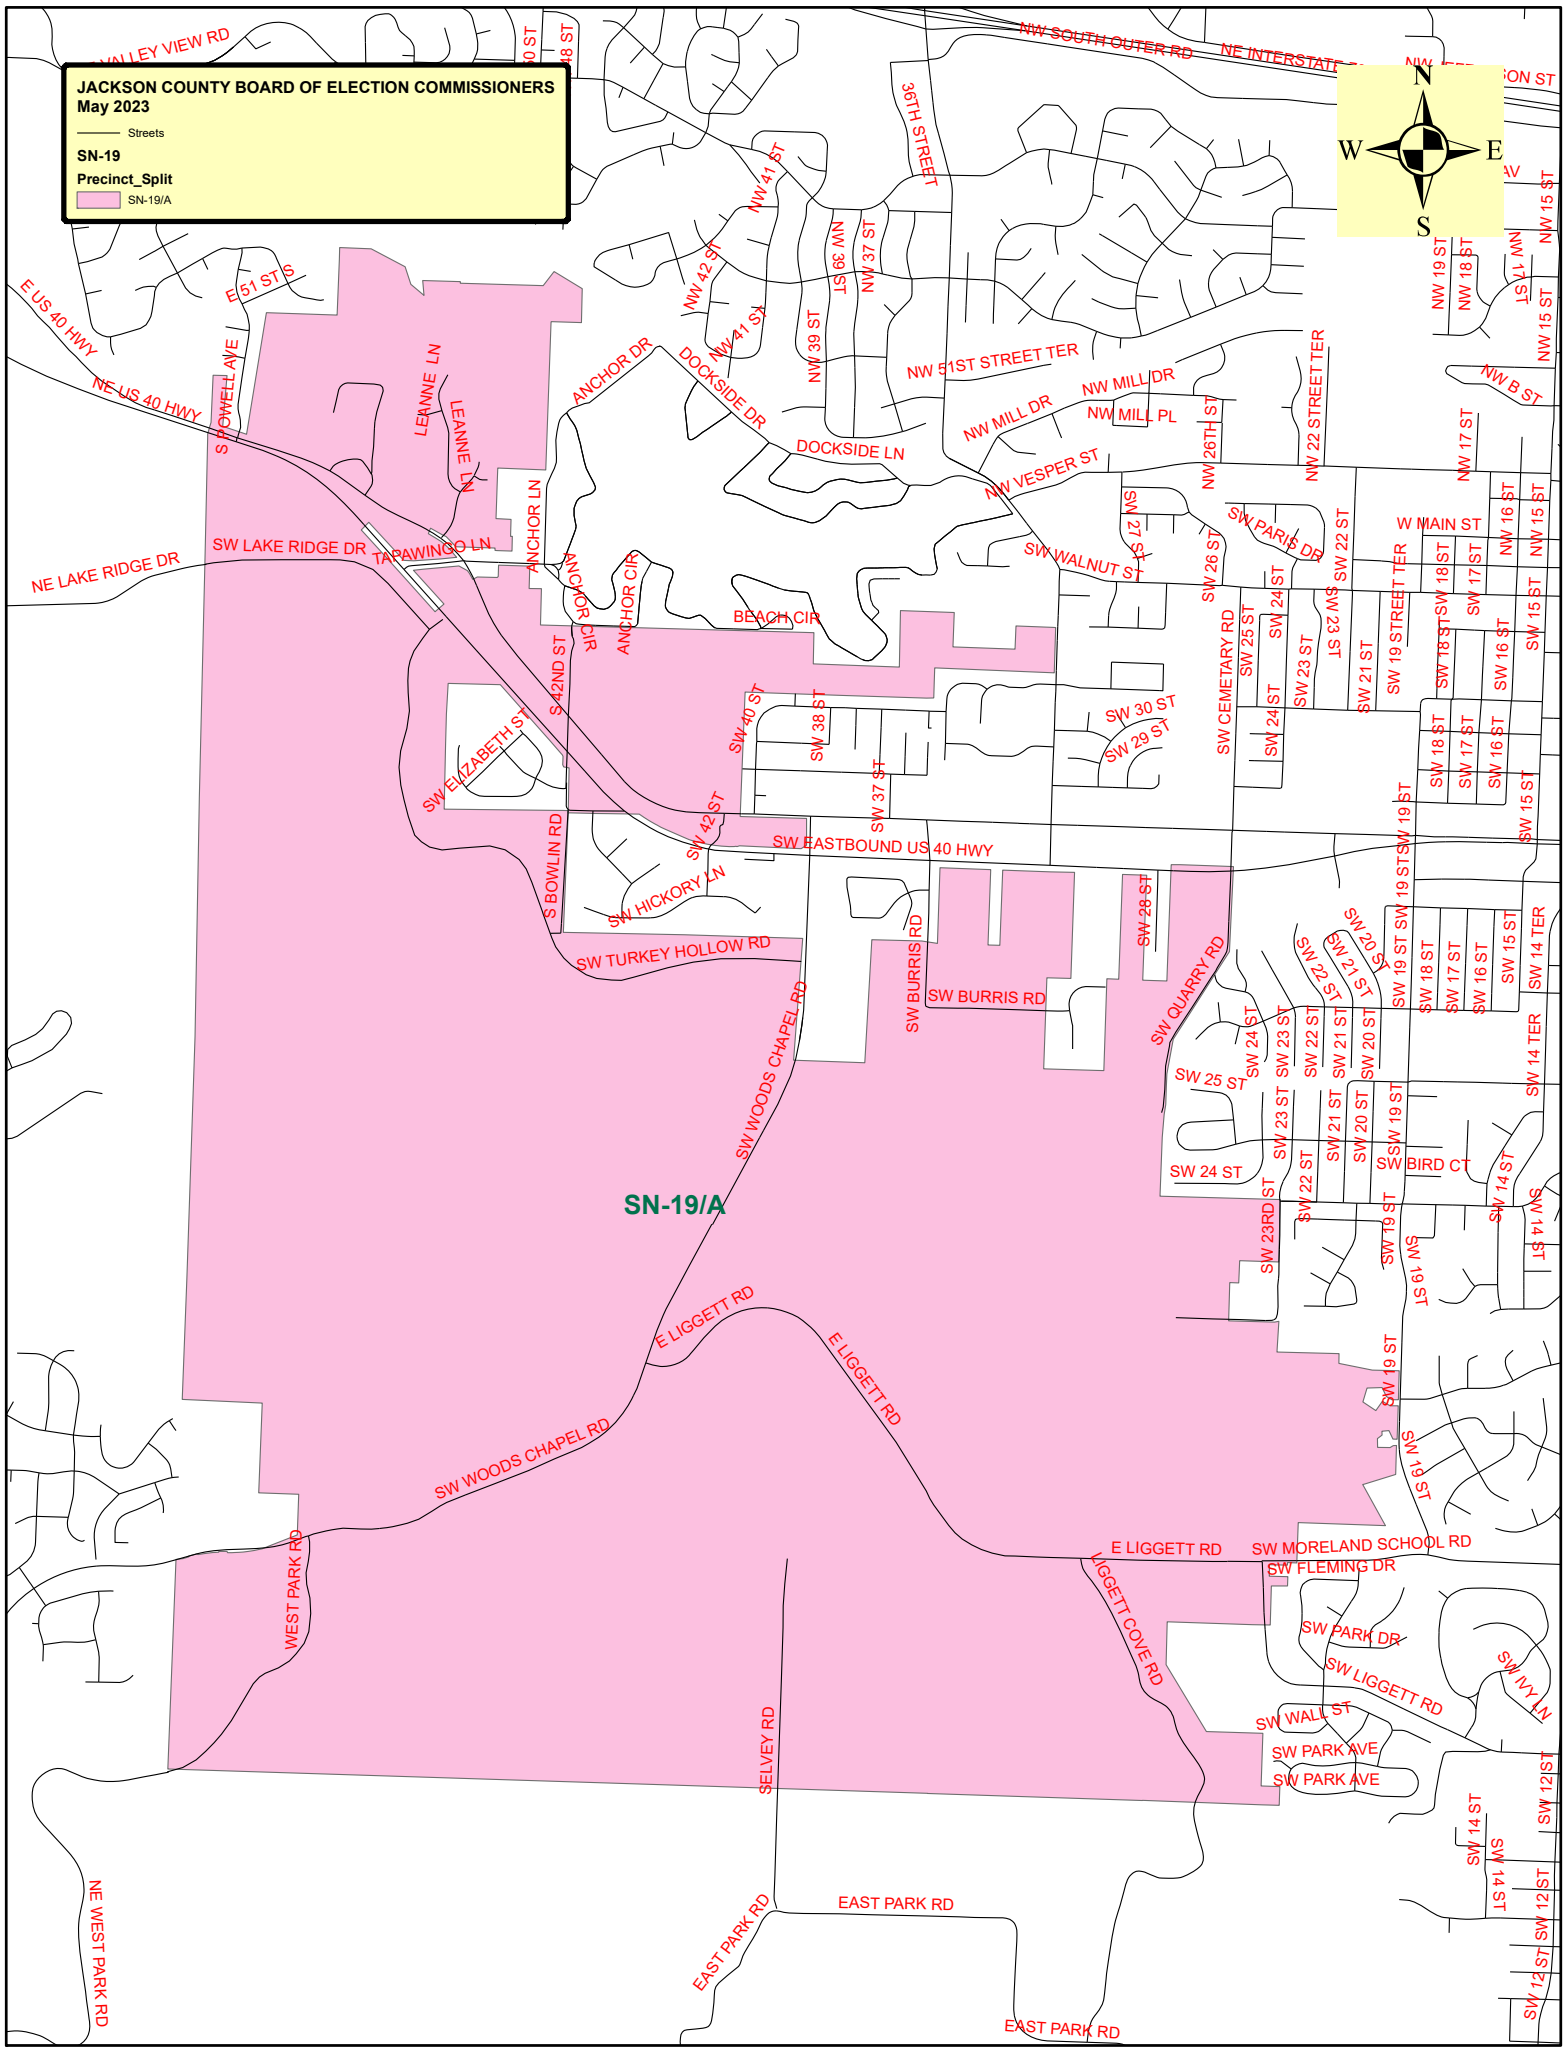 VALLEY VIEW RD
50 ST
48 ST
NW SOUTH OUTER RD
NE INTERSTATE
SON ST
JACKSON COUNTY BOARD OF ELECTION COMMISSIONERS
May 2023
Streets
SN-19
Precinct_Split
SN-19/A
N
W
E
S
AV
36TH STREET
NW 41 ST
NW 42 ST
NW 41 ST
NW 39 ST
NW 37 ST
NW 39 ST
NW 15 ST
NW 19 ST
NW 18 ST
NW 17 ST
NW 15 ST
E 51 ST S
E US 40 HWY
NE US 40 HWY
S POWELL AVE
LEANNE LN
LEANNE LN
ANCHOR DR
DOCKSIDE DR
DOCKSIDE LN
NW 51ST STREET TER
NW MILL DR
NW MILL DR
NW MILL PL
NW VESPER ST
NW 26TH ST
NW 22 STREET TER
NW B ST
NW 17 ST
NW 16 ST
NW 15 ST
W MAIN ST
SW LAKE RIDGE DR
NE LAKE RIDGE DR
TAPAWINGO LN
ANCHOR LN
ANCHOR CIR
ANCHOR CIR
BEACH CIR
SW WALNUT ST
SW 27 ST
SW 26 ST
SW PARIS DR
SW 22 ST
SW 24 ST
SW 25 ST
SW 23 ST
SW 23 ST
SW 21 ST
SW 19 STREET TER
SW 18 ST
SW 17 ST
SW 18 ST
SW 16 ST
SW 15 ST
SW CEMETARY RD
SW 24 ST
S 42ND ST
SW ELIZABETH ST
SW 40 ST
SW 38 ST
SW 37 ST
SW 30 ST
SW 29 ST
SW 18 ST
SW 17 ST
SW 16 ST
SW 15 ST
SW 42 ST
SW EASTBOUND US 40 HWY
SW 19 ST
SW 19 ST
S BOWLIN RD
SW HICKORY LN
SW TURKEY HOLLOW RD
SW BURRIS RD
SW BURRIS RD
SW 28 ST
SW QUARRY RD
SW 22 ST
SW 21 ST
SW 20 ST
SW 19 ST
SW 18 ST
SW 17 ST
SW 16 ST
SW 15 ST
SW 14 TER
SW WOODS CHAPEL RD
SW 24 ST
SW 23 ST
SW 22 ST
SW 21 ST
SW 20 ST
SW 14 TER
SW 25 ST
SW 23 ST
SW 21 ST
SW 20 ST
SW 19 ST
SW BIRD CT
SW 24 ST
SW 22 ST
SW 14 ST
SW 14 ST
SN-19/A
SW 23RD ST
SW 19 ST
SW 19 ST
E LIGGETT RD
E LIGGETT RD
SW 19 ST
SW 19 ST
SW WOODS CHAPEL RD
E LIGGETT RD
SW MORELAND SCHOOL RD
SW FLEMING DR
WEST PARK RD
LIGGETT COVE RD
SW PARK DR
SW LIGGETT RD
SW IVY LN
SW WALL ST
SW PARK AVE
SW PARK AVE
SELVEY RD
SW 12 ST
SW 14 ST
SW 14 ST
SW 12 ST
SW 12 ST
NE WEST PARK RD
EAST PARK RD
EAST PARK RD
EAST PARK RD